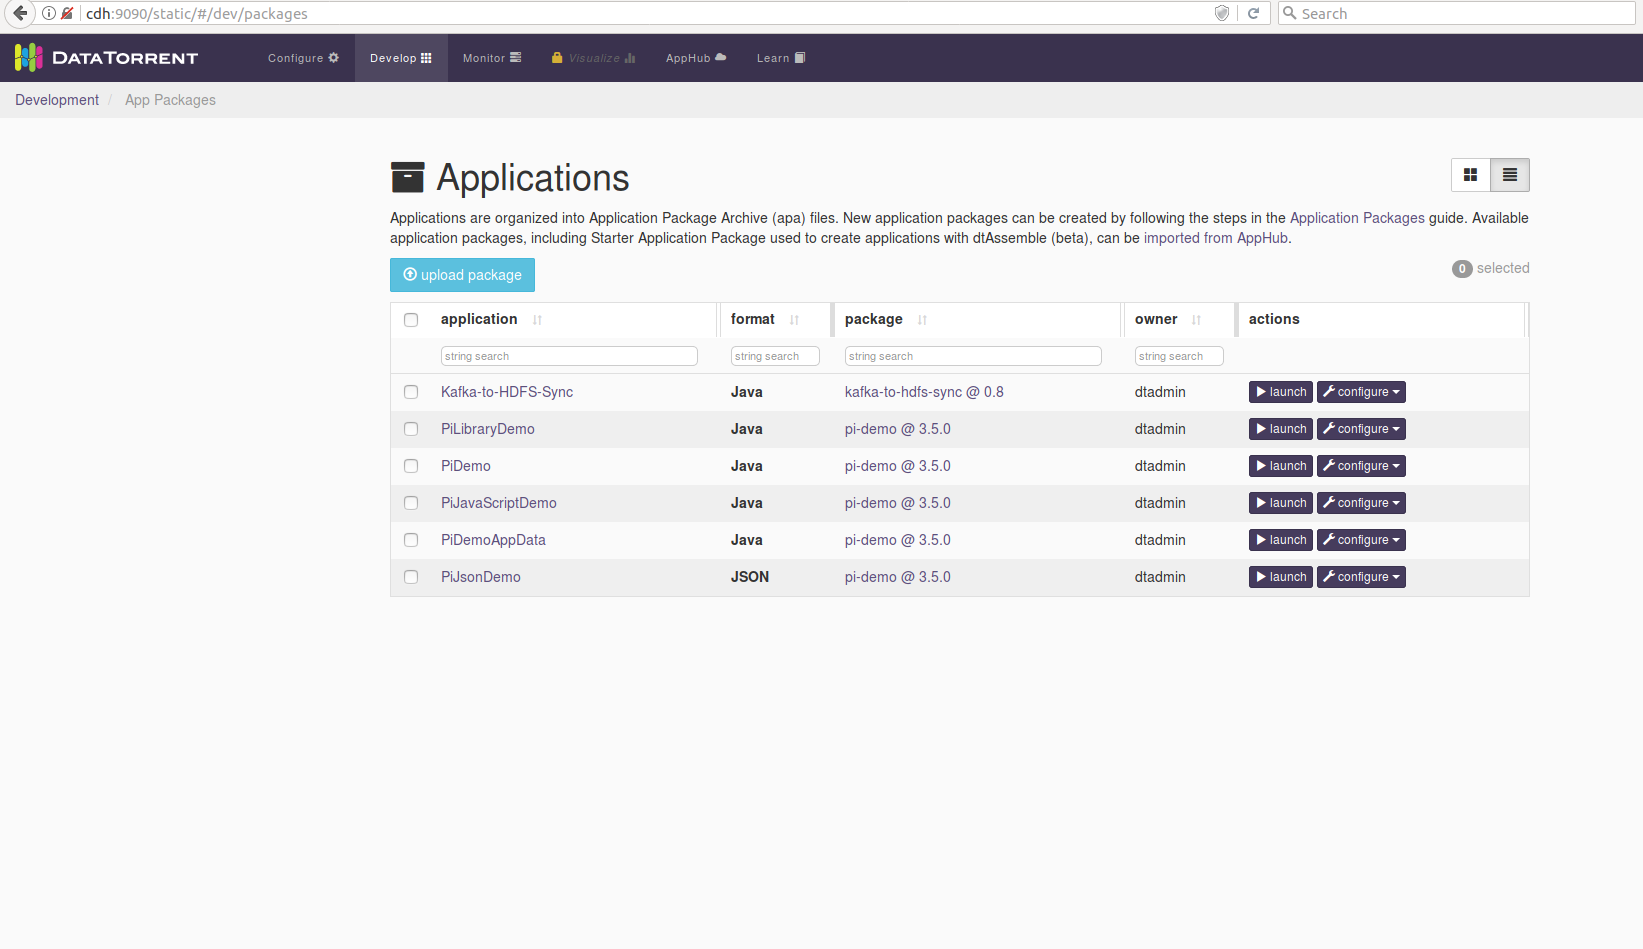 cdh:9090/static/#/dev/packages
Search
DATATORRENT
Configure
Develop
Monitor
Visualize
AppHub
Learn
Development / App Packages
Applications
Applications are organized into Application Package Archive (apa) files. New application packages can be created by following the steps in the Application Packages guide. Available
application packages, including Starter Application Package used to create applications with dtAssemble (beta), can be imported from AppHub.
upload package
0 selected
application format package owner actions
string search string search string search string search
Kafka-to-HDFS-Sync Java kafka-to-hdfs-sync @ 0.8 dtadmin launch configure
PiLibraryDemo Java pi-demo @ 3.5.0 dtadmin launch configure
PiDemo Java pi-demo @ 3.5.0 dtadmin launch configure
PiJavaScriptDemo Java pi-demo @ 3.5.0 dtadmin launch configure
PiDemoAppData Java pi-demo @ 3.5.0 dtadmin launch configure
PiJsonDemo JSON pi-demo @ 3.5.0 dtadmin launch configure